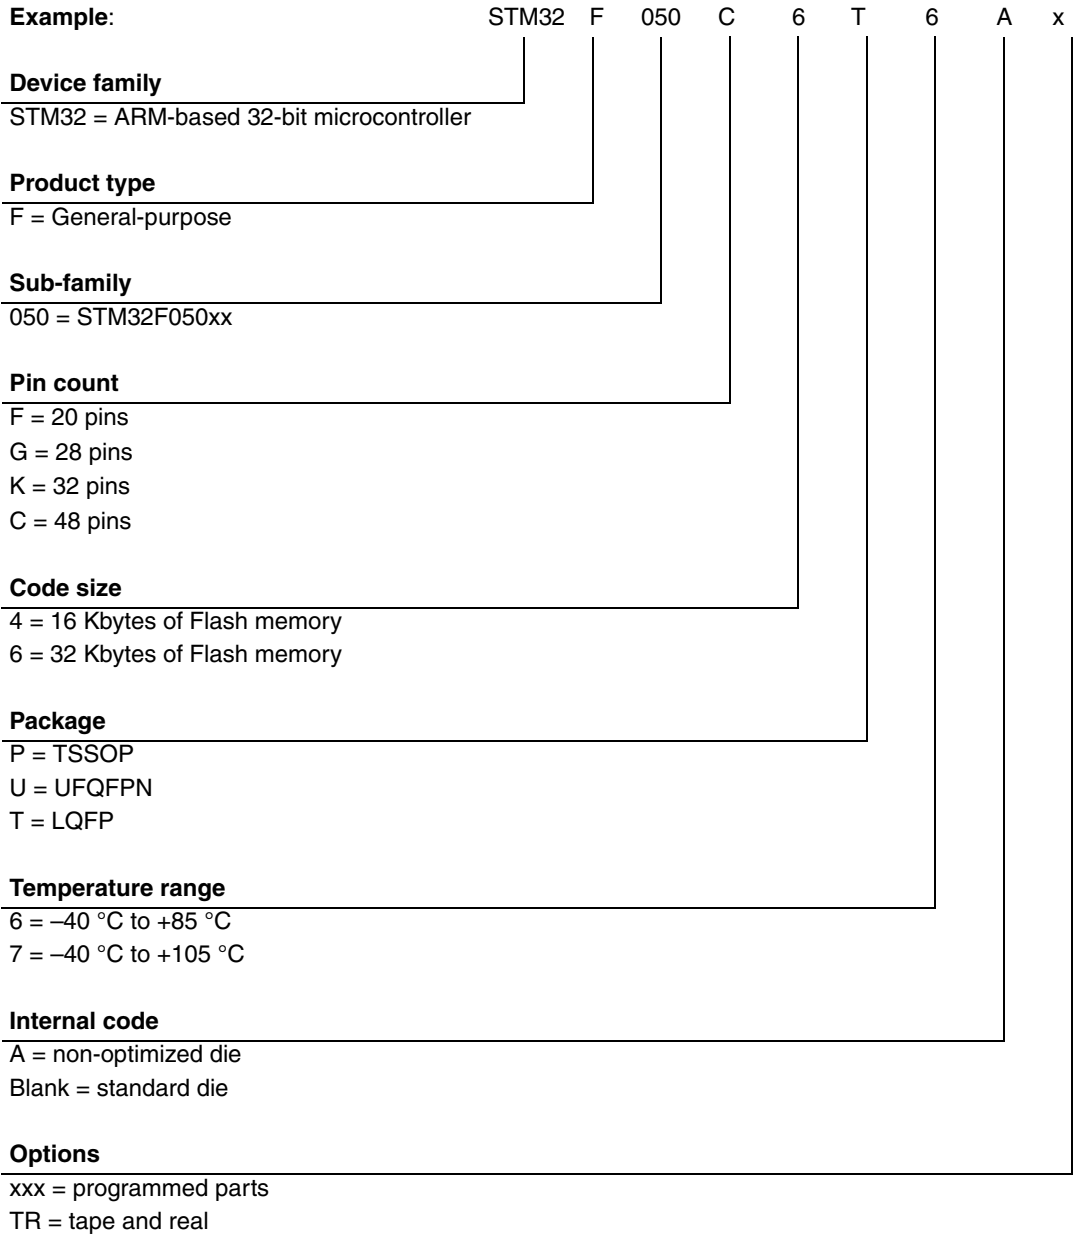 Example: STM32 F 050 C 6 T 6 A x
Device family
STM32 = ARM-based 32-bit microcontroller
Product type
F = General-purpose
Sub-family
050 = STM32F050xx
Pin count
F = 20 pins
G = 28 pins
K = 32 pins
C = 48 pins
Code size
4 = 16 Kbytes of Flash memory
6 = 32 Kbytes of Flash memory
Package
P = TSSOP
U = UFQFPN
T = LQFP
Temperature range
6 = –40 °C to +85 °C
7 = –40 °C to +105 °C
Internal code
A = non-optimized die
Blank = standard die
Options
xxx = programmed parts
TR = tape and real